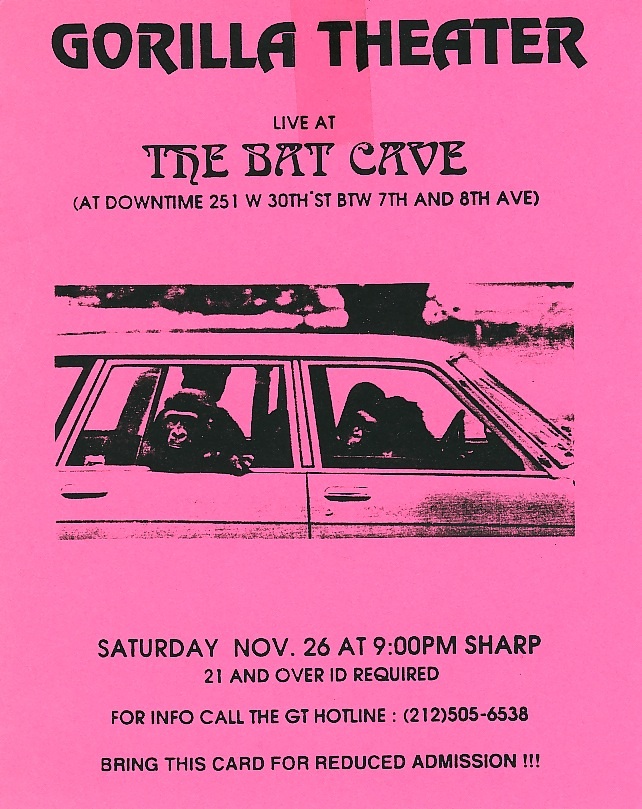 GORILLA THEATER
LIVE AT
THE BAT CAVE
(AT DOWNTIME 251 W 30TH ST BTW 7TH AND 8TH AVE)
SATURDAY NOV. 26 AT 9:00PM SHARP
21 AND OVER ID REQUIRED
FOR INFO CALL THE GT HOTLINE : (212)505-6538
BRING THIS CARD FOR REDUCED ADMISSION !!!